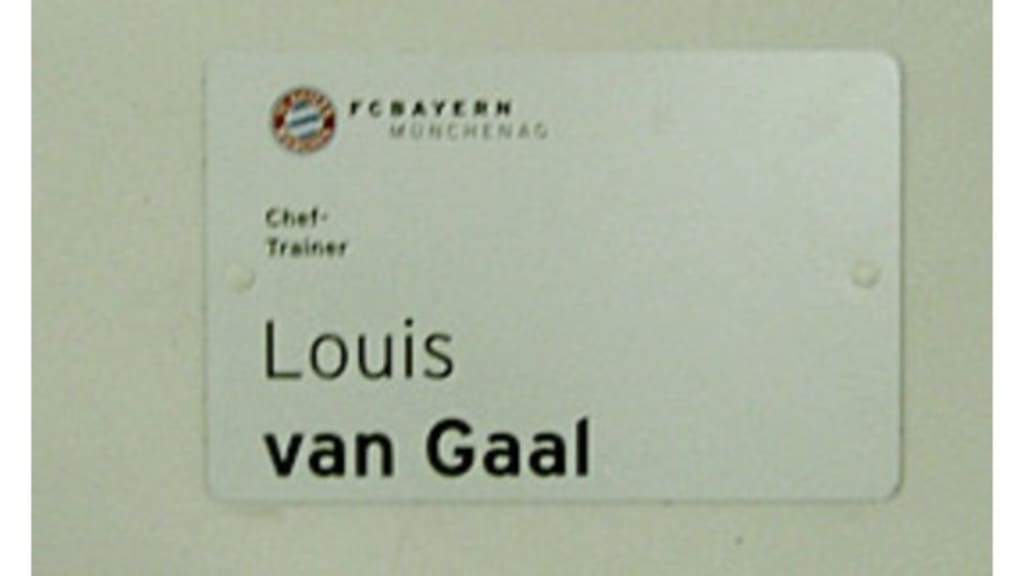 FC BAYERN
MÜNCHEN AG
Chef-
Trainer
Louis
van Gaal